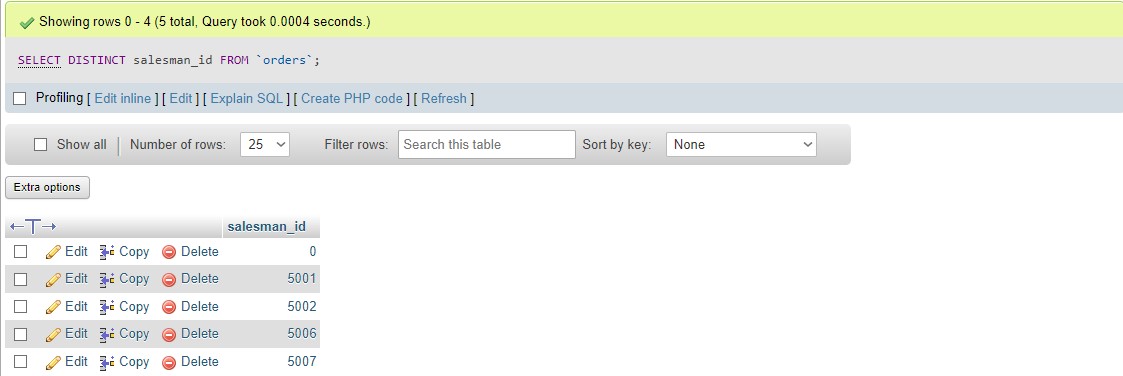 Showing rows 0 - 4 (5 total, Query took 0.0004 seconds.)
SELECT DISTINCT salesman_id FROM `orders`;
Profiling [ Edit inline ] [ Edit ] [ Explain SQL ] [ Create PHP code ] [ Refresh ]
Show all Number of rows: 25 Filter rows: Search this table Sort by key: None
Extra options
salesman_id
Edit Copy Delete 0
Edit Copy Delete 5001
Edit Copy Delete 5002
Edit Copy Delete 5006
Edit Copy Delete 5007